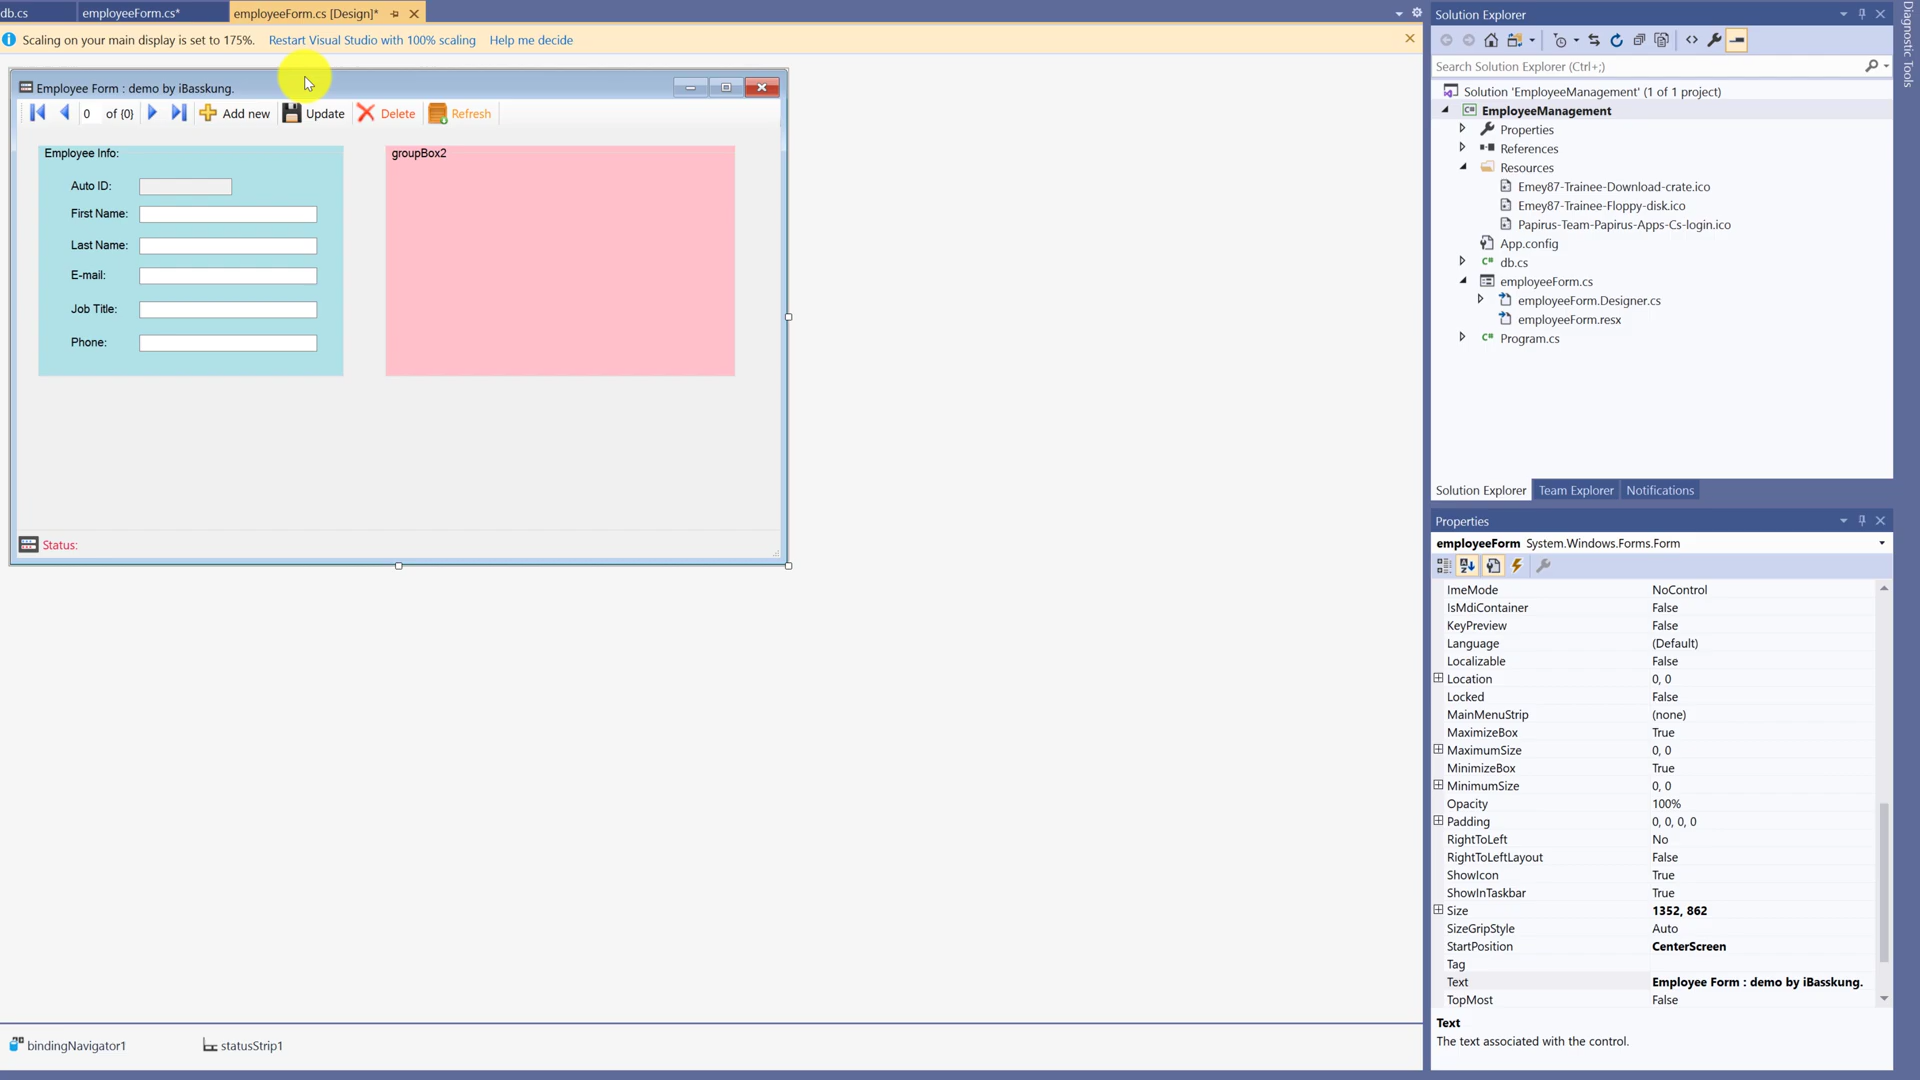 db.cs
employeeForm.cs*
employeeForm.cs [Design]*
Scaling on your main display is set to 175%. Restart Visual Studio with 100% scaling Help me decide
Employee Form : demo by iBasskung.
0 of {0} Add new Update Delete Refresh
Employee Info:
Auto ID:
First Name:
Last Name:
E-mail:
Job Title:
Phone:
groupBox2
Status:
bindingNavigator1
statusStrip1
Solution Explorer
Search Solution Explorer (Ctrl+;)
Solution 'EmployeeManagement' (1 of 1 project)
C# EmployeeManagement
Properties
References
Resources
Emey87-Trainee-Download-crate.ico
Emey87-Trainee-Floppy-disk.ico
Papirus-Team-Papirus-Apps-Cs-login.ico
App.config
C# db.cs
employeeForm.cs
employeeForm.Designer.cs
employeeForm.resx
C# Program.cs
Solution Explorer Team Explorer Notifications
Properties
employeeForm System.Windows.Forms.Form
ImeMode NoControl
IsMdiContainer False
KeyPreview False
Language (Default)
Localizable False
Location 0, 0
Locked False
MainMenuStrip (none)
MaximizeBox True
MaximumSize 0, 0
MinimizeBox True
MinimumSize 0, 0
Opacity 100%
Padding 0, 0, 0, 0
RightToLeft No
RightToLeftLayout False
ShowIcon True
ShowInTaskbar True
Size 1352, 862
SizeGripStyle Auto
StartPosition CenterScreen
Tag
Text Employee Form : demo by iBasskung.
TopMost False
Text
The text associated with the control.
Diagnostic Tools